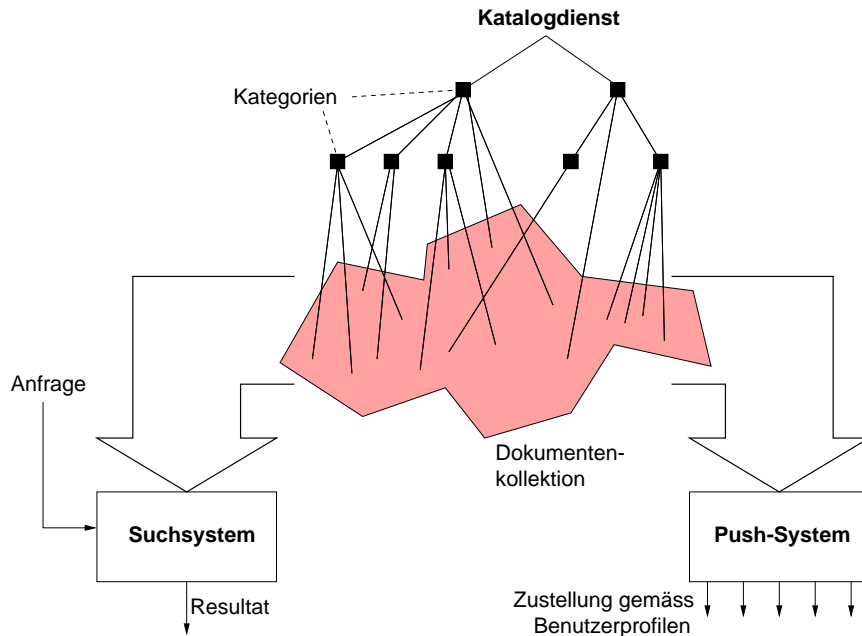 Katalogdienst
Kategorien
Anfrage
Dokumenten-
kollektion
Suchsystem
Push-System
Resultat
Zustellung gemäss
Benutzerprofilen